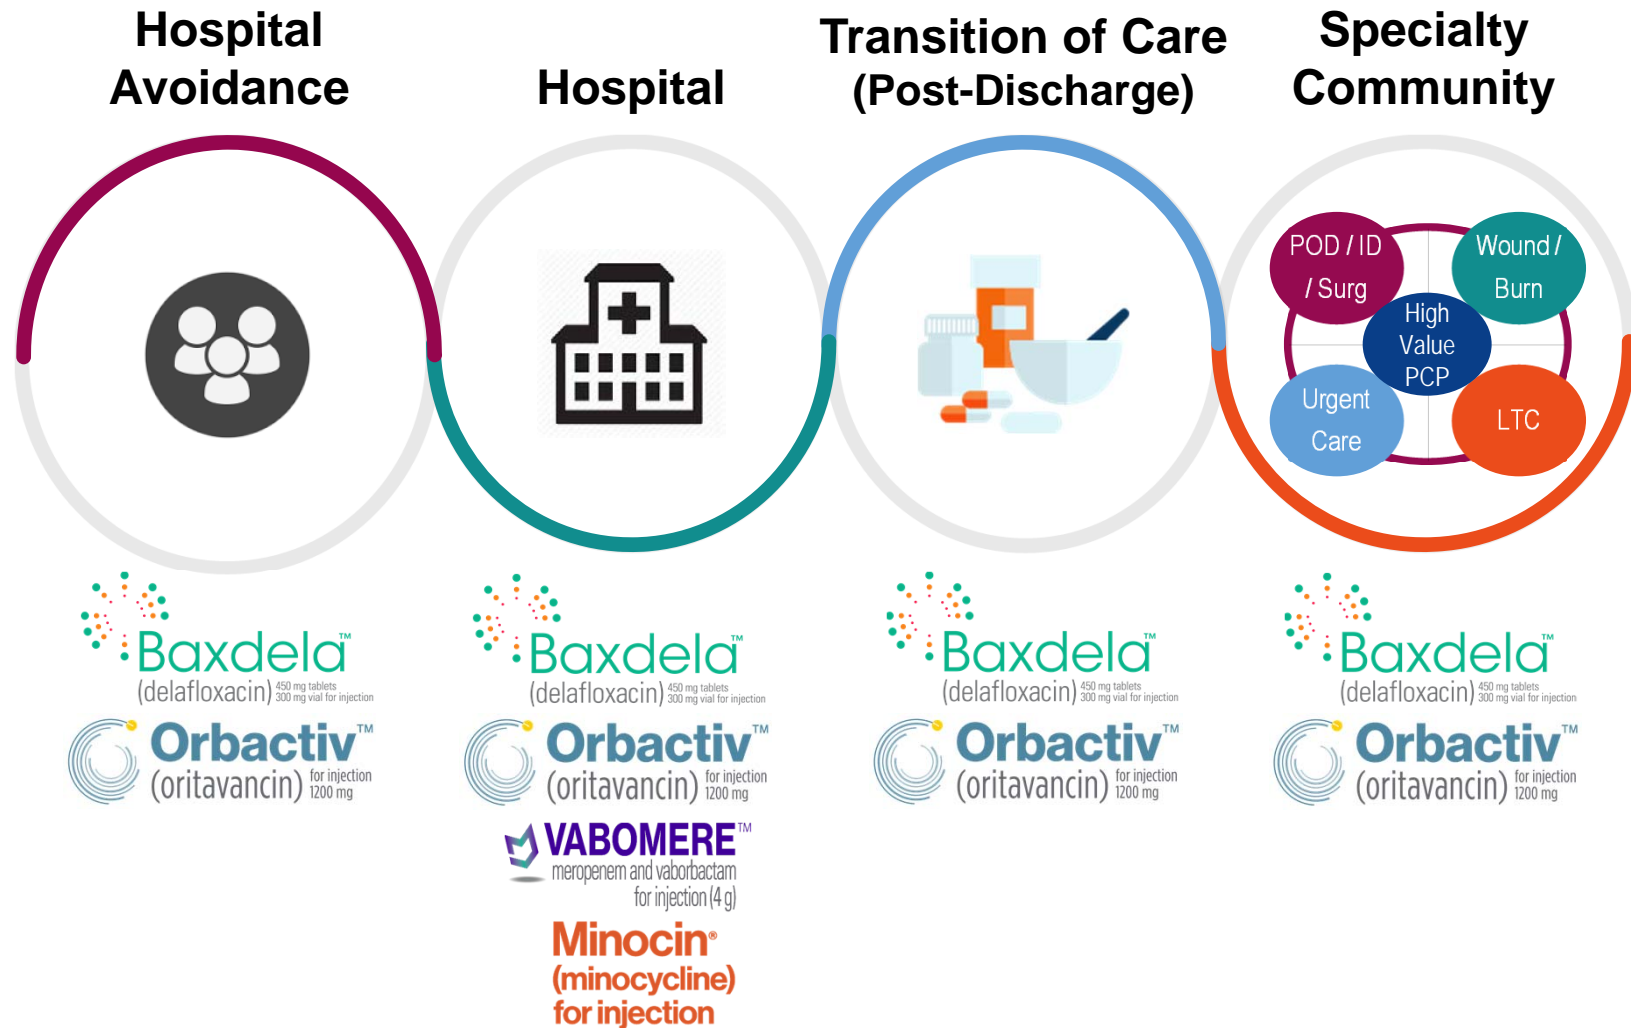 Hospital
Avoidance
Hospital
Transition of Care
(Post-Discharge)
Specialty
Community
POD / ID
/ Surg
Wound /
Burn
High
Value
PCP
Urgent
Care
LTC
Baxdela™
(delafloxacin) 450 mg tablets
300 mg vial for injection
Orbactiv™
(oritavancin) for injection
1200 mg
Baxdela™
(delafloxacin) 450 mg tablets
300 mg vial for injection
Orbactiv™
(oritavancin) for injection
1200 mg
VABOMERE™
meropenem and vaborbactam
for injection (4 g)
Minocin®
(minocycline)
for injection
Baxdela™
(delafloxacin) 450 mg tablets
300 mg vial for injection
Orbactiv™
(oritavancin) for injection
1200 mg
Baxdela™
(delafloxacin) 450 mg tablets
300 mg vial for injection
Orbactiv™
(oritavancin) for injection
1200 mg